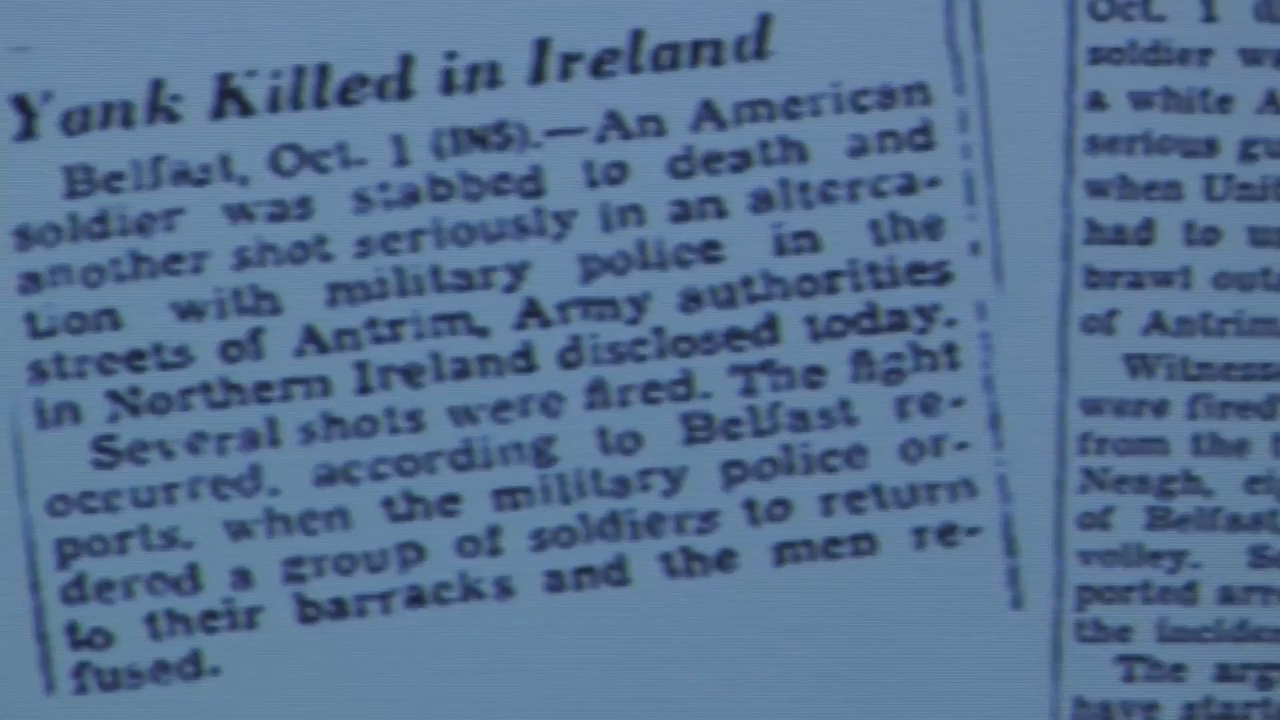 Yank Killed in Ireland
Belfast, Oct. 1 (INS).—An American
soldier was stabbed to death and
another shot seriously in an alterca-
tion with military police in the
streets of Antrim, Army authorities
in Northern Ireland disclosed today.
Several shots were fired. The fight
occurred, according to Belfast re-
ports, when the military police or-
dered a group of soldiers to return
to their barracks and the men re-
fused.
Oct. 1
soldier
a white
serious
when
had to
brawl
of Antrim
were fired
from the
Neagh,
of Belfast
volley.
ported
the
The
have